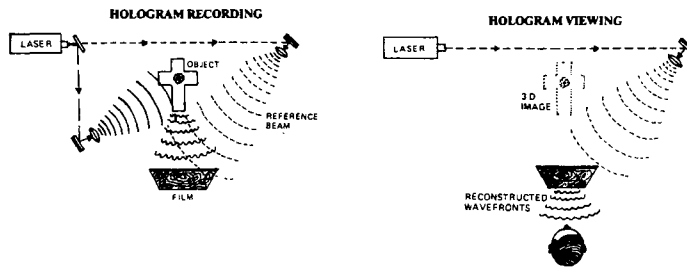 HOLOGRAM RECORDING
LASER
OBJECT
REFERENCE
BEAM
FILM
HOLOGRAM VIEWING
LASER
3D
IMAGE
RECONSTRUCTED
WAVEFRONTS